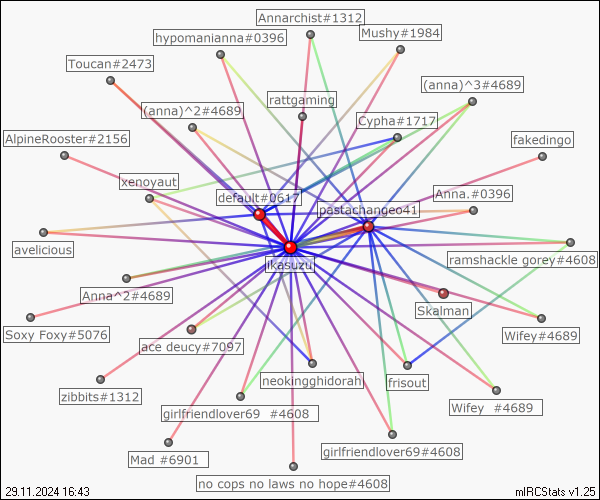 Annarchist#1312
Mushy#1984
hypomanianna#0396
Toucan#2473
(anna)^3#4689
rattgaming
(anna)^2#4689
Cypha#1717
AlpineRooster#2156
fakedingo
xenoyaut
Anna.#0396
default#0617
pastachangeo41
avelicious
ikasuzu
ramshackle gorey#4608
Anna^2#4689
Skalman
Soxy Foxy#5076
Wifey#4689
ace deucy#7097
neokingghidorah
frisout
zibbits#1312
girlfriendlover69 #4608
Wifey #4689
girlfriendlover69#4608
Mad #6901
no cops no laws no hope#4608
29.11.2024 16:43
mIRCStats v1.25